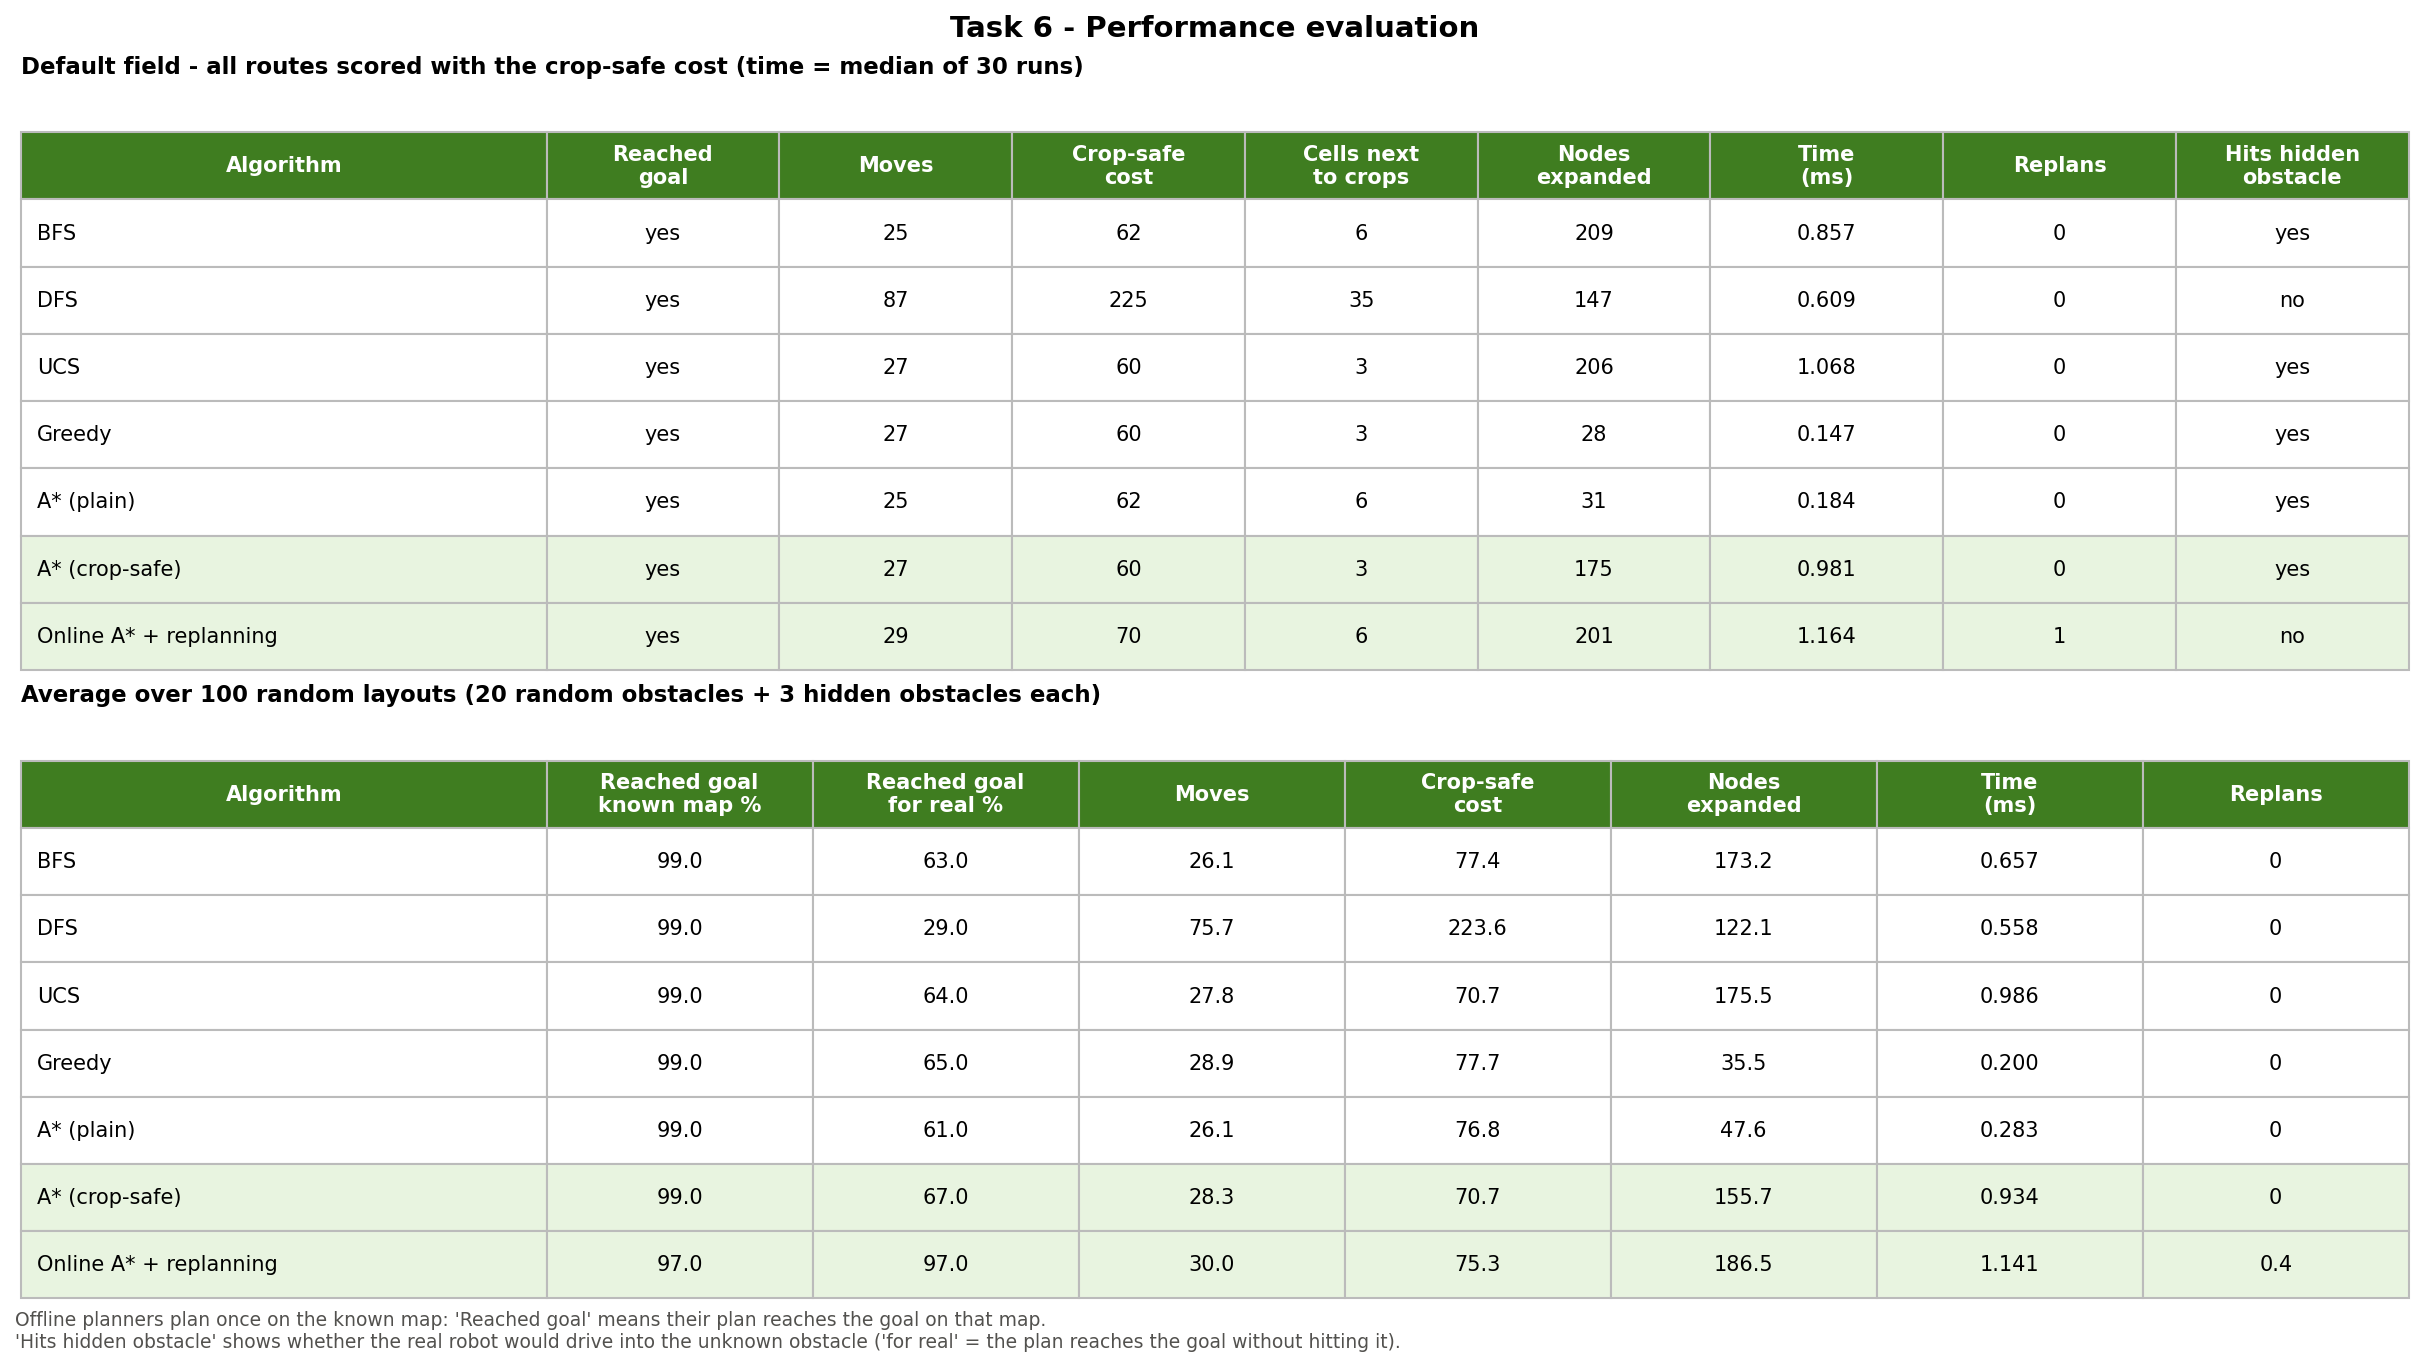 Task 6 - Performance evaluation
Default field - all routes scored with the crop-safe cost (time = median of 30 runs)
Algorithm Reached goal Moves Crop-safe cost Cells next to crops Nodes expanded Time (ms) Replans Hits hidden obstacle
BFS yes 25 62 6 209 0.857 0 yes
DFS yes 87 225 35 147 0.609 0 no
UCS yes 27 60 3 206 1.068 0 yes
Greedy yes 27 60 3 28 0.147 0 yes
A* (plain) yes 25 62 6 31 0.184 0 yes
A* (crop-safe) yes 27 60 3 175 0.981 0 yes
Online A* + replanning yes 29 70 6 201 1.164 1 no
Average over 100 random layouts (20 random obstacles + 3 hidden obstacles each)
Algorithm Reached goal known map % Reached goal for real % Moves Crop-safe cost Nodes expanded Time (ms) Replans
BFS 99.0 63.0 26.1 77.4 173.2 0.657 0
DFS 99.0 29.0 75.7 223.6 122.1 0.558 0
UCS 99.0 64.0 27.8 70.7 175.5 0.986 0
Greedy 99.0 65.0 28.9 77.7 35.5 0.200 0
A* (plain) 99.0 61.0 26.1 76.8 47.6 0.283 0
A* (crop-safe) 99.0 67.0 28.3 70.7 155.7 0.934 0
Online A* + replanning 97.0 97.0 30.0 75.3 186.5 1.141 0.4
Offline planners plan once on the known map: 'Reached goal' means their plan reaches the goal on that map.
'Hits hidden obstacle' shows whether the real robot would drive into the unknown obstacle ('for real' = the plan reaches the goal without hitting it).